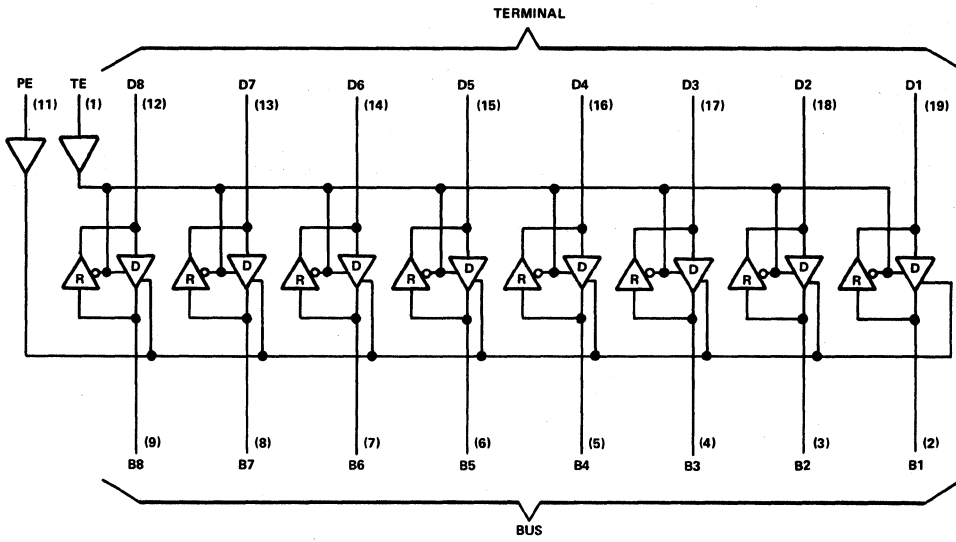 TERMINAL
PE TE D8 D7 D6 D5 D4 D3 D2 D1
(11) (1) (12) (13) (14) (15) (16) (17) (18) (19)
R D R D R D R D R D R D R D R D
(9) (8) (7) (6) (5) (4) (3) (2)
B8 B7 B6 B5 B4 B3 B2 B1
BUS